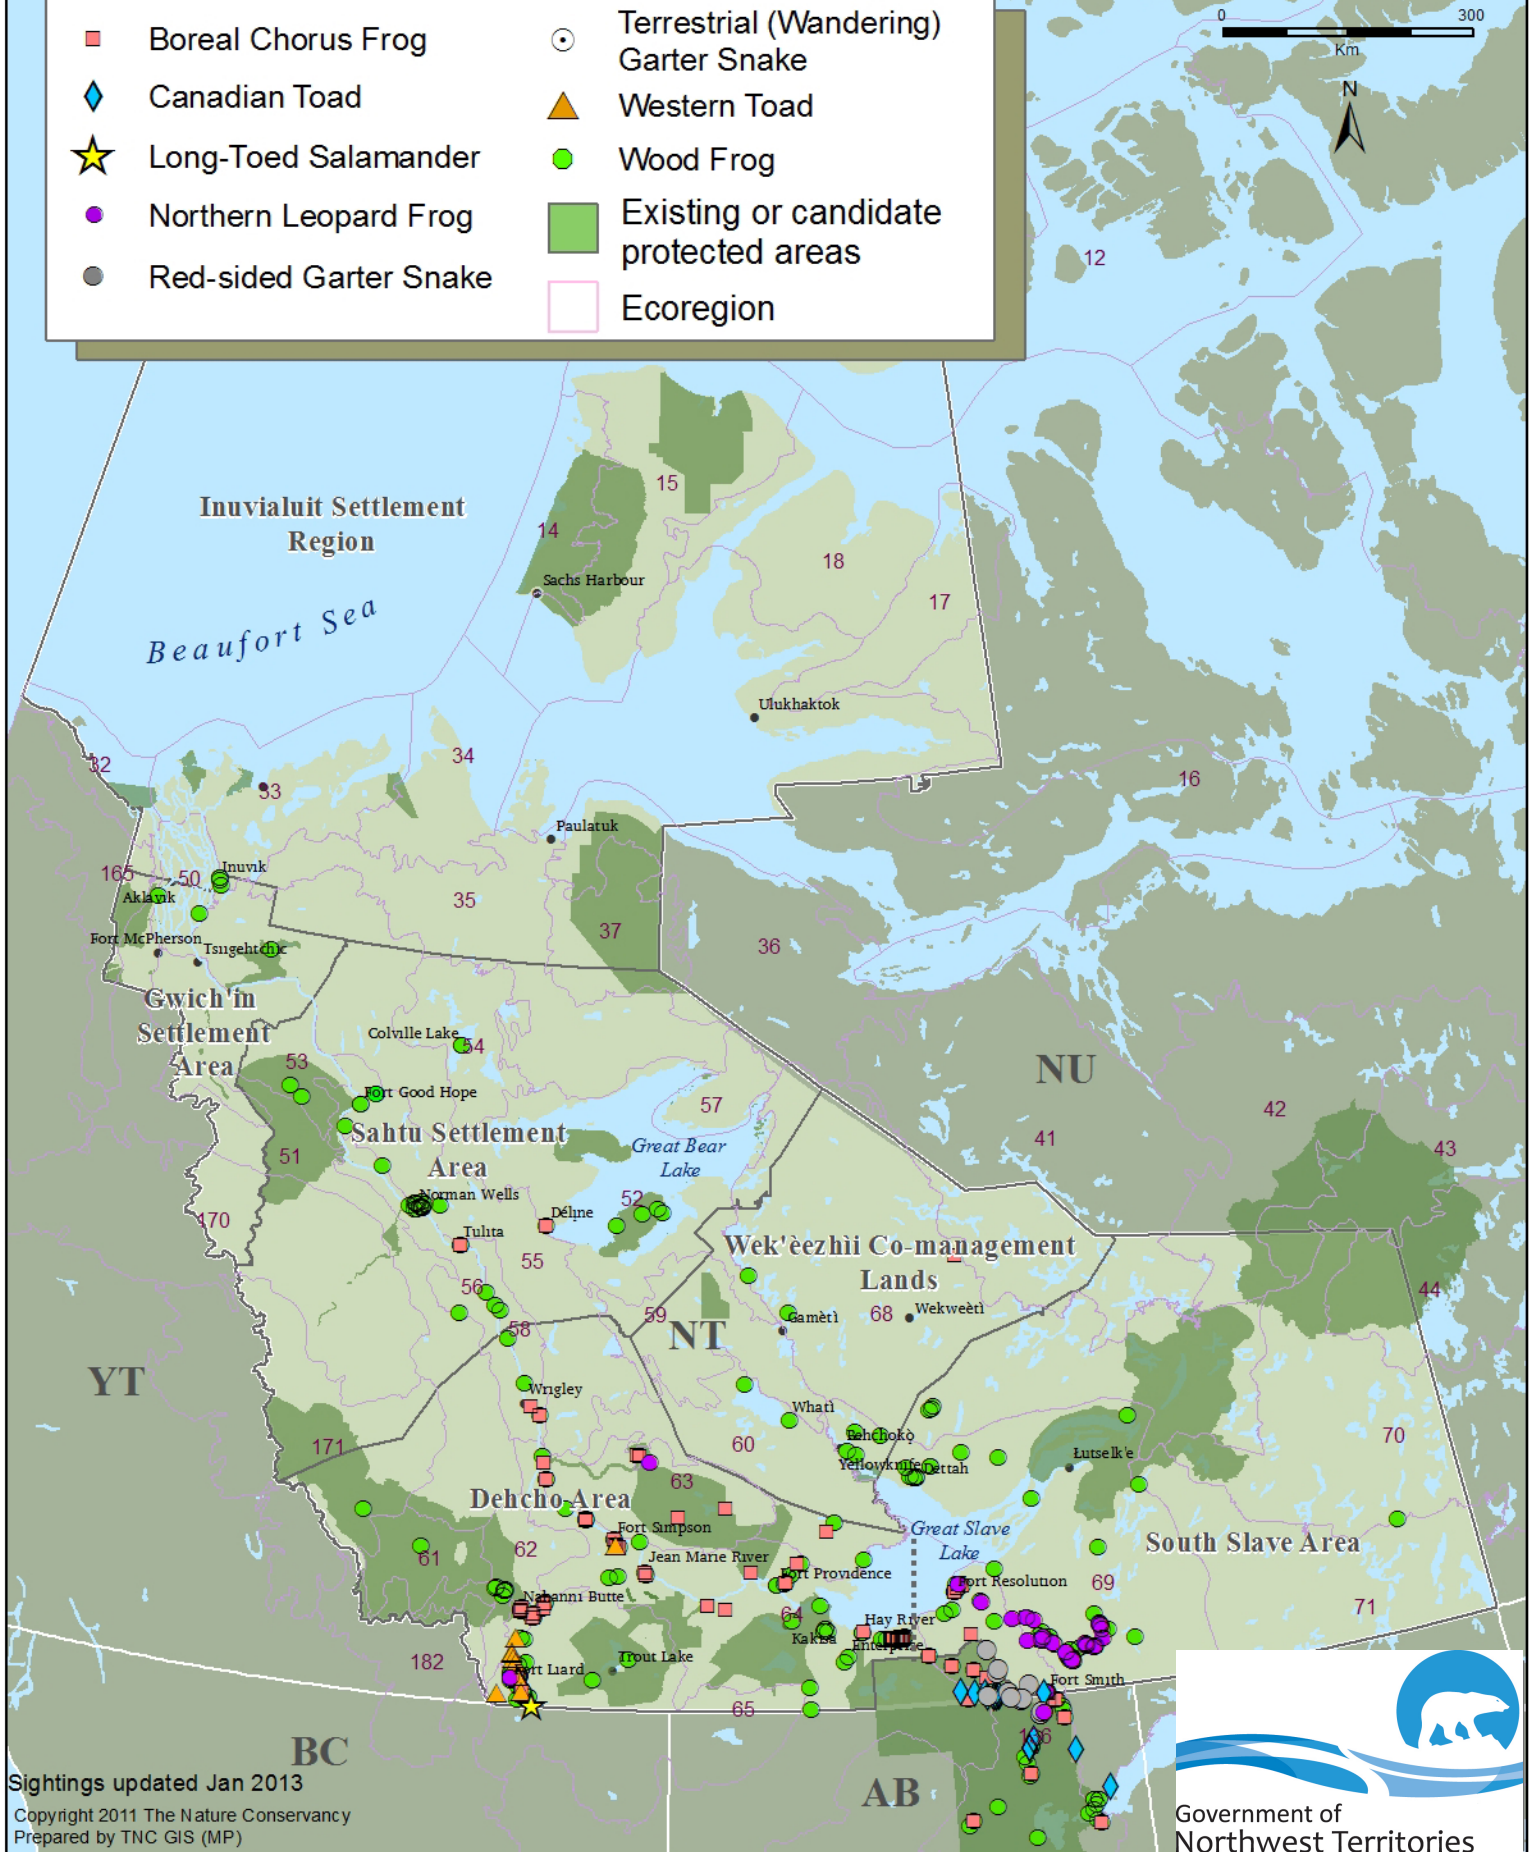 Boreal Chorus Frog
Canadian Toad
Long-Toed Salamander
Northern Leopard Frog
Red-sided Garter Snake
Terrestrial (Wandering)
Garter Snake
Western Toad
Wood Frog
Existing or candidate
protected areas
Ecoregion
0 300
Km
N
12
15
Inuvialuit Settlement
Region
14
18
Sachs Harbour
17
Beaufort Sea
Ulukhaktok
34
32
33
16
Paulatuk
Inuvik
165
50
Aklavik
35
37
36
Fort McPherson
Tsiigehtchic
Gwich'in
Settlement
Area
Colville Lake
54
53
NU
Fort Good Hope
57
42
41
43
Sahtu Settlement
Area
Great Bear
Lake
51
Norman Wells
52
170
Déline
Tulita
Wek'èezhìi Co-management
Lands
55
56
44
59
68
Wekweètì
Gamètì
58
NT
YT
Wrigley
Whatì
Behchokò
70
171
60
Yellowknife
Dettah
Łutselk'e
63
Dehcho Area
Fort Simpson
Great Slave
Lake
South Slave Area
62
61
Jean Marie River
Fort Providence
Fort Resolution
69
Nahanni Butte
64
71
Hay River
Kakisa
Enterprise
182
Trout Lake
Fort Liard
Fort Smith
65
BC
AB
Sightings updated Jan 2013
Copyright 2011 The Nature Conservancy
Prepared by TNC GIS (MP)
Government of
Northwest Territories